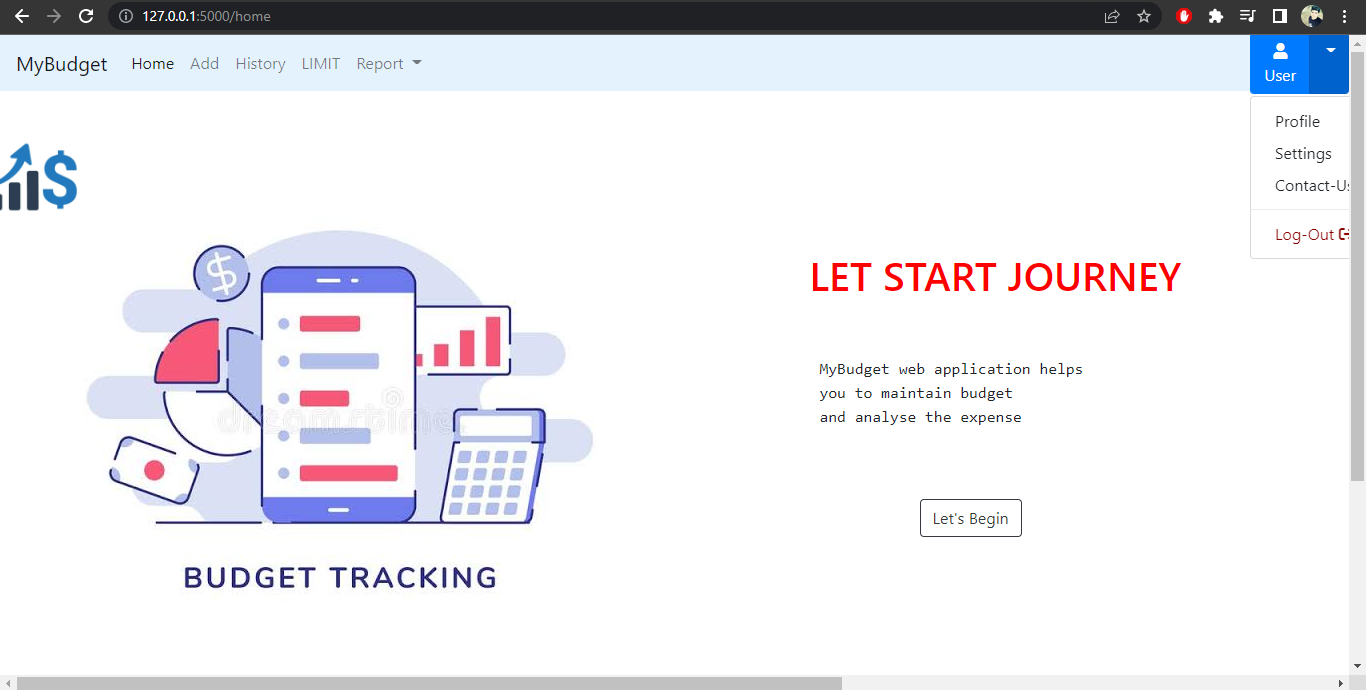 127.0.0.1:5000/home
MyBudget Home Add History LIMIT Report
User
Profile
Settings
Contact-Us
Log-Out
$
$
LET START JOURNEY
MyBudget web application helps
you to maintain budget
and analyse the expense
dreamstime
Let's Begin
BUDGET TRACKING